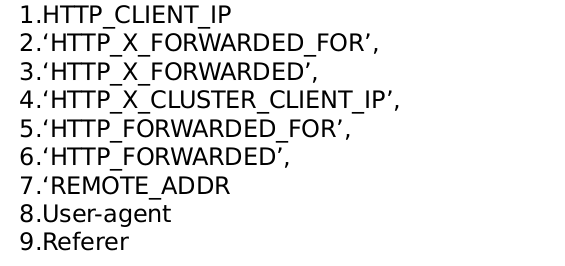 1.HTTP_CLIENT_IP
2.‘HTTP_X_FORWARDED_FOR’,
3.‘HTTP_X_FORWARDED’,
4.‘HTTP_X_CLUSTER_CLIENT_IP’,
5.‘HTTP_FORWARDED_FOR’,
6.‘HTTP_FORWARDED’,
7.‘REMOTE_ADDR
8.User-agent
9.Referer